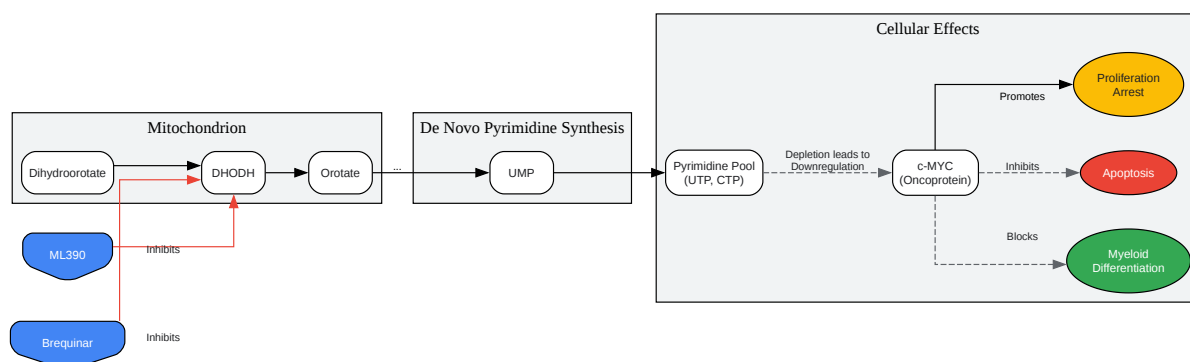 Cellular Effects
Proliferation
Arrest
Promotes
Mitochondrion
De Novo Pyrimidine Synthesis
Dihydroorotate
DHODH
Orotate
...
UMP
Pyrimidine Pool
(UTP, CTP)
Depletion leads to
Downregulation
c-MYC
(Oncoprotein)
Inhibits
Apoptosis
ML390
Inhibits
Blocks
Myeloid
Differentiation
Brequinar
Inhibits